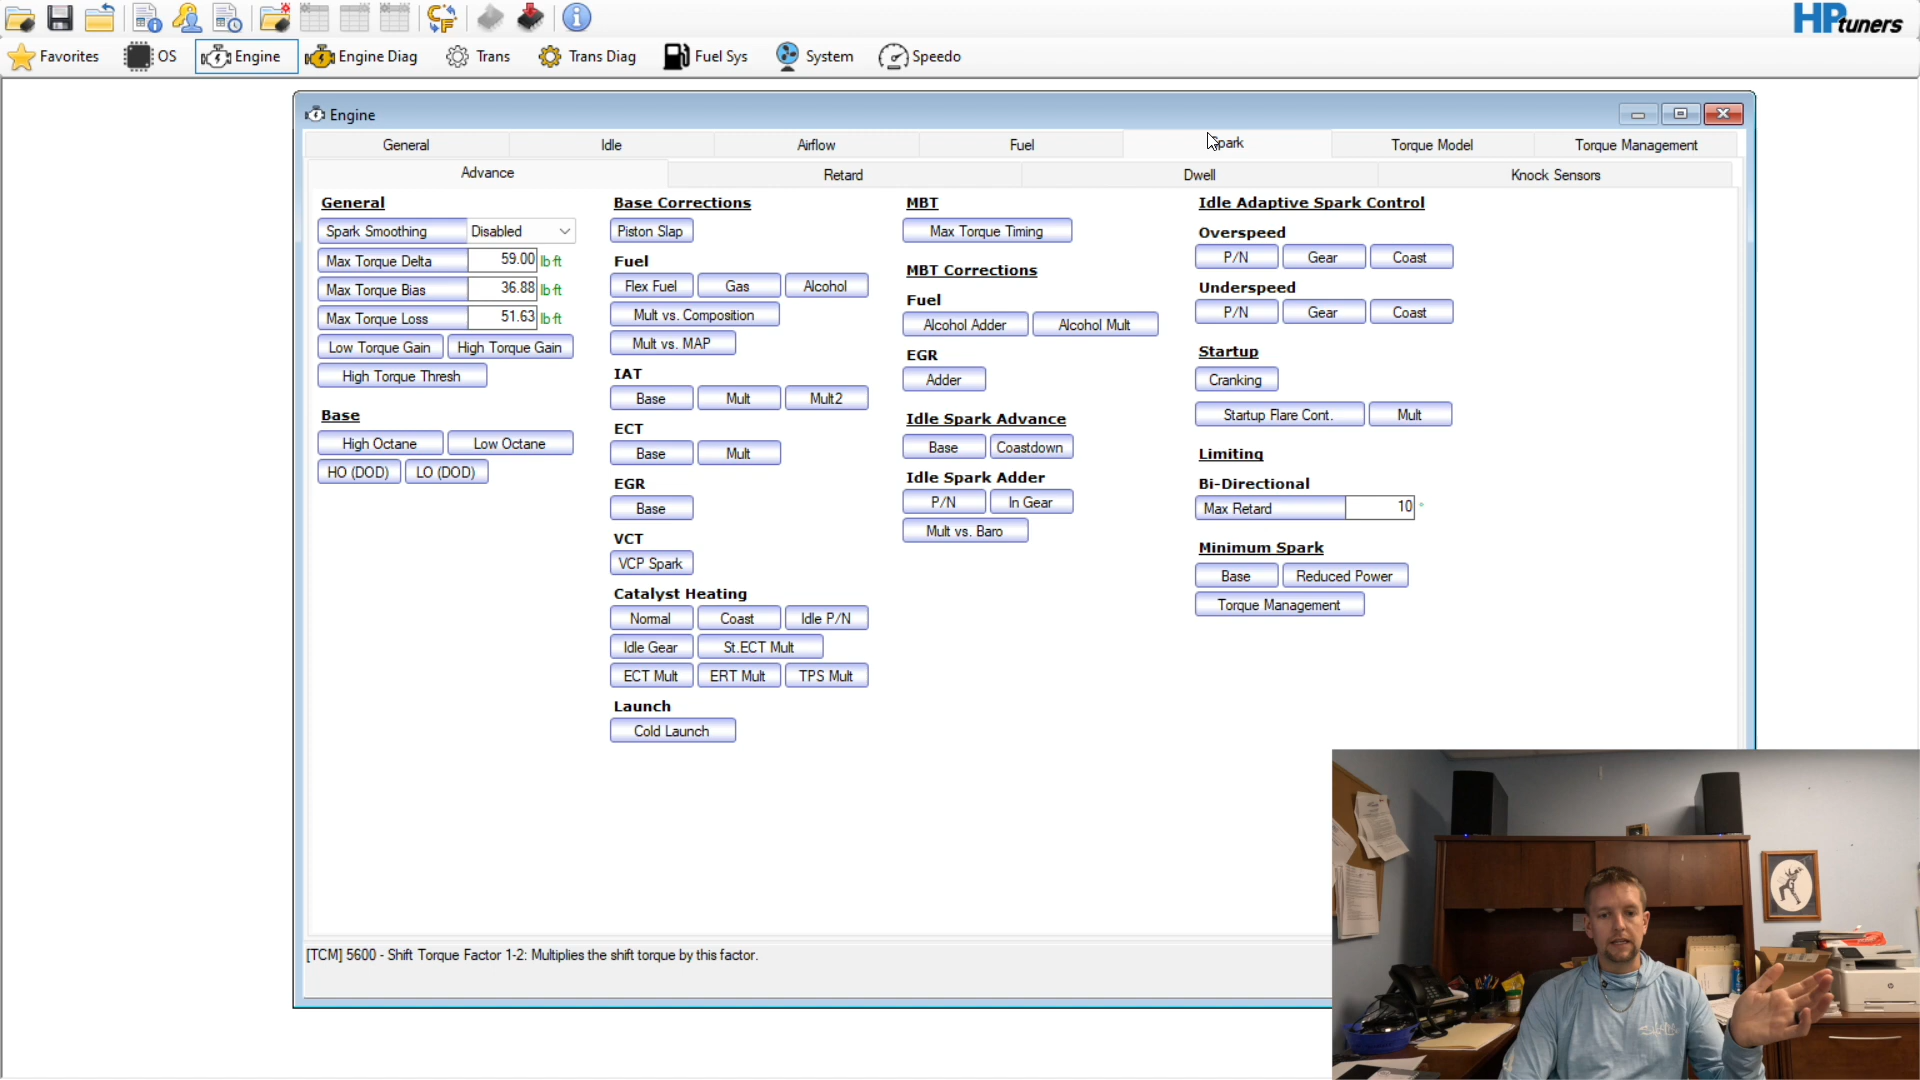 HPtuners
Favorites OS Engine Engine Diag Trans Trans Diag Fuel Sys System Speedo
Engine
General Idle Airflow Fuel Spark Torque Model Torque Management
Advance Retard Dwell Knock Sensors
General
Spark Smoothing Disabled
Max Torque Delta 59.00 lb·ft
Max Torque Bias 36.88 lb·ft
Max Torque Loss 51.63 lb·ft
Low Torque Gain High Torque Gain
High Torque Thresh
Base
High Octane Low Octane
HO (DOD) LO (DOD)
Base Corrections
Piston Slap
Fuel
Flex Fuel Gas Alcohol
Mult vs. Composition
Mult vs. MAP
IAT
Base Mult Mult2
ECT
Base Mult
EGR
Base
VCT
VCP Spark
Catalyst Heating
Normal Coast Idle P/N
Idle Gear St.ECT Mult
ECT Mult ERT Mult TPS Mult
Launch
Cold Launch
MBT
Max Torque Timing
MBT Corrections
Fuel
Alcohol Adder Alcohol Mult
EGR
Adder
Idle Spark Advance
Base Coastdown
Idle Spark Adder
P/N In Gear
Mult vs. Baro
Idle Adaptive Spark Control
Overspeed
P/N Gear Coast
Underspeed
P/N Gear Coast
Startup
Cranking
Startup Flare Cont. Mult
Limiting
Bi-Directional
Max Retard 10 °
Minimum Spark
Base Reduced Power
Torque Management
[TCM] 5600 - Shift Torque Factor 1-2: Multiplies the shift torque by this factor.